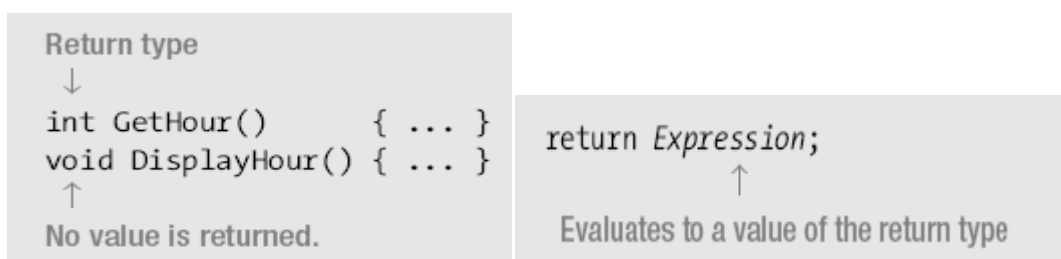 Return type
↓
int GetHour() { ... }
void DisplayHour() { ... }
↑
No value is returned.
return Expression;
↑
Evaluates to a value of the return type